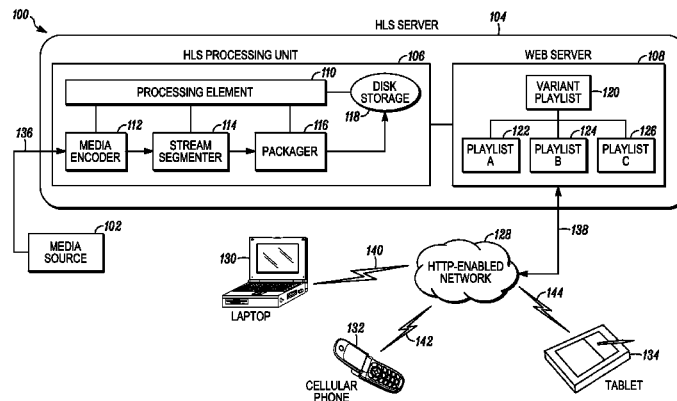 100
HLS SERVER
104
HLS PROCESSING UNIT
106
WEB SERVER
108
110
PROCESSING ELEMENT
DISK
STORAGE
118
VARIANT
PLAYLIST
120
136
112
MEDIA
ENCODER
114
STREAM
SEGMENTER
116
PACKAGER
122
PLAYLIST
A
124
PLAYLIST
B
126
PLAYLIST
C
102
MEDIA
SOURCE
138
128
HTTP-ENABLED
NETWORK
130
LAPTOP
140
144
132
142
CELLULAR
PHONE
134
TABLET